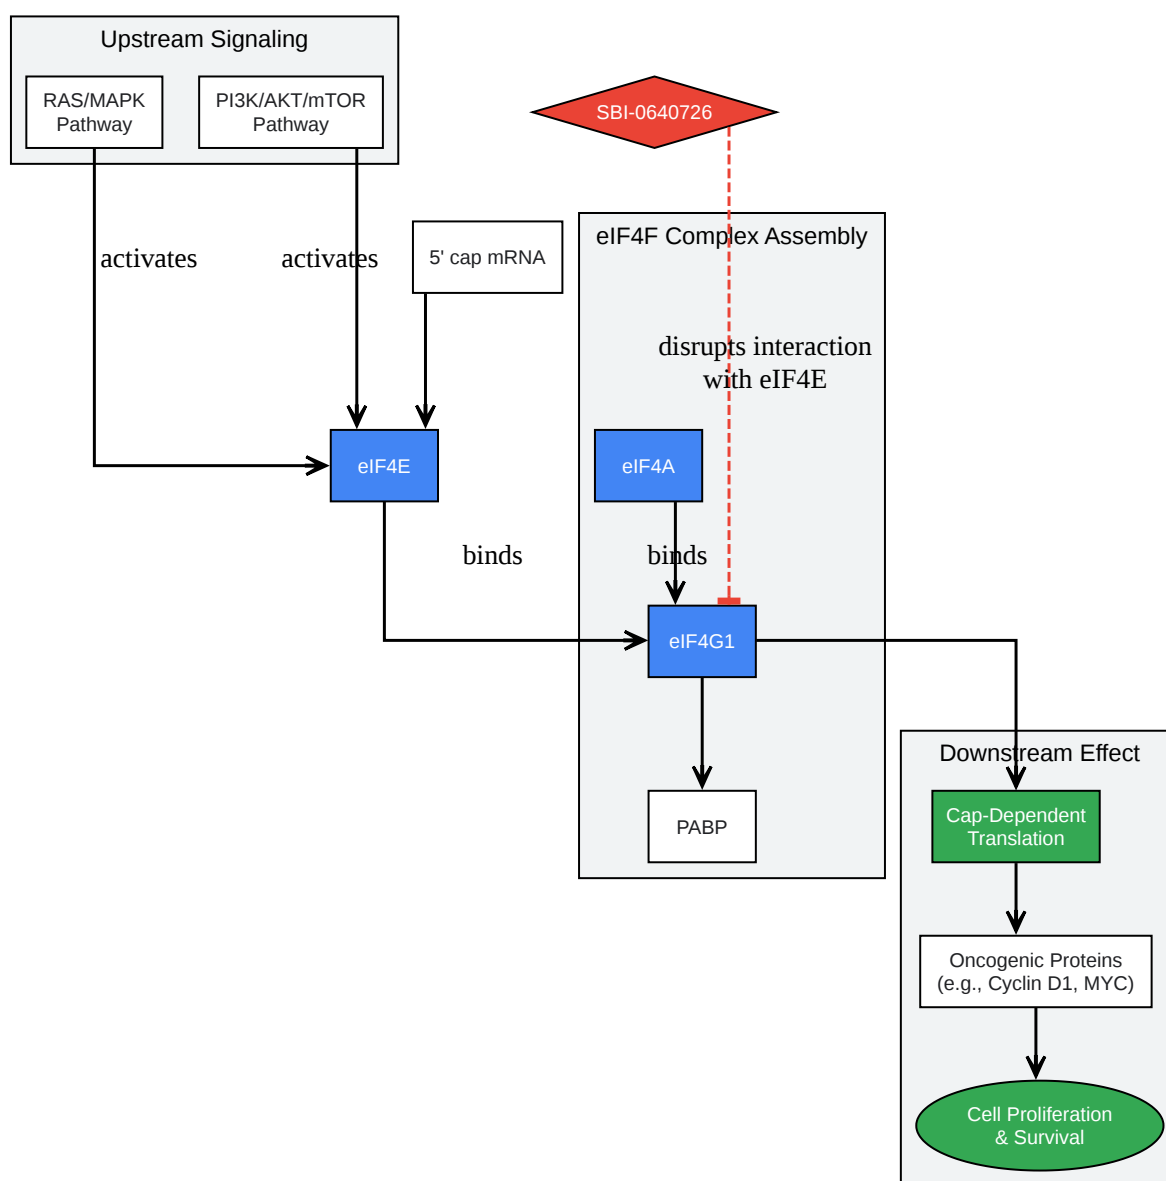 Upstream Signaling
RAS/MAPK
Pathway
PI3K/AKT/mTOR
Pathway
SBI-0640726
activates
activates
5' cap mRNA
eIF4F Complex Assembly
disrupts interaction
with eIF4E
eIF4E
eIF4A
binds
binds
eIF4G1
PABP
Downstream Effect
Cap-Dependent
Translation
Oncogenic Proteins
(e.g., Cyclin D1, MYC)
Cell Proliferation
& Survival